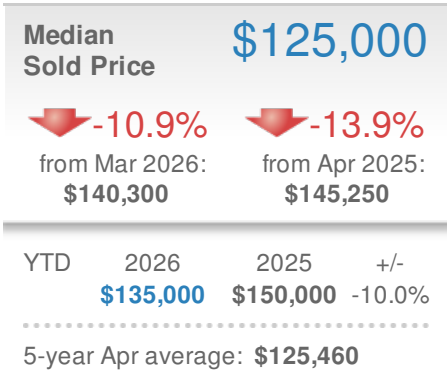 Median
Sold Price
$125,000
-10.9%
-13.9%
from Mar 2026:
from Apr 2025:
$140,300
$145,250
YTD 2026 2025 +/-
$135,000 $150,000 -10.0%
5-year Apr average: $125,460